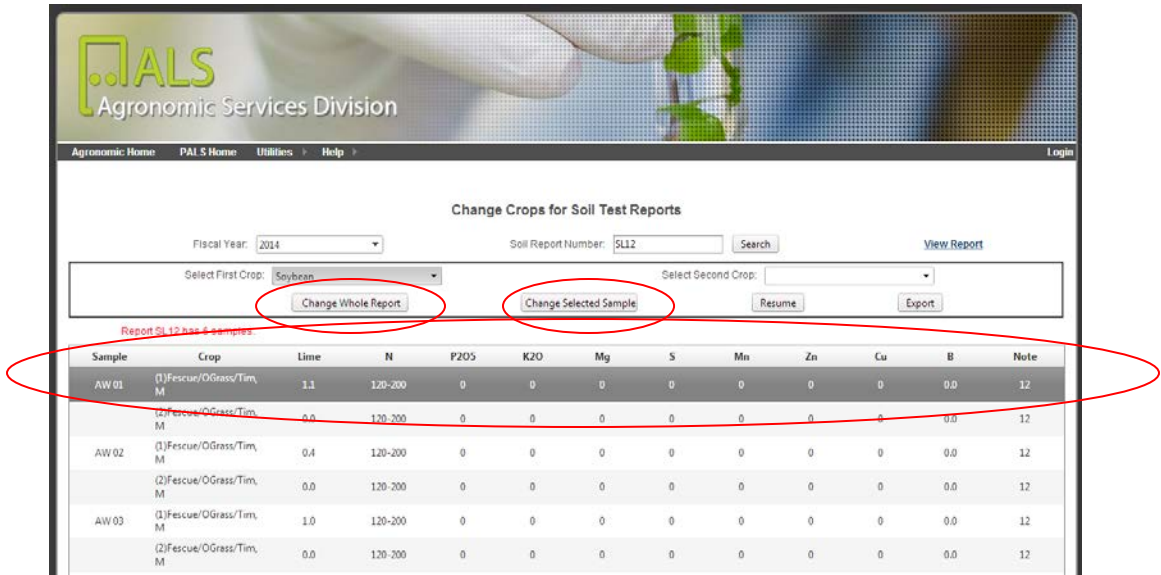 PALS
Agronomic Services Division
Agronomic Home PALS Home Utilities Help Login
Change Crops for Soil Test Reports
Fiscal Year: 2014 Soil Report Number: SL12 Search View Report
Select First Crop: Soybean Select Second Crop:
Change Whole Report Change Selected Sample Resume Export
Report SL12 has 6 samples.
Sample Crop Lime N P2O5 K2O Mg S Mn Zn Cu B Note
AW 01 (1)Fescue/OGrass/Tim, 1.1 120-200 0 0 0 0 0 0 0 0.0 12
M
(2)Fescue/OGrass/Tim, 0.0 120-200 0 0 0 0 0 0 0 0.0 12
M
AW 02 (1)Fescue/OGrass/Tim, 0.4 120-200 0 0 0 0 0 0 0 0.0 12
M
(2)Fescue/OGrass/Tim, 0.0 120-200 0 0 0 0 0 0 0 0.0 12
M
AW 03 (1)Fescue/OGrass/Tim, 1.0 120-200 0 0 0 0 0 0 0 0.0 12
M
(2)Fescue/OGrass/Tim, 0.0 120-200 0 0 0 0 0 0 0 0.0 12
M